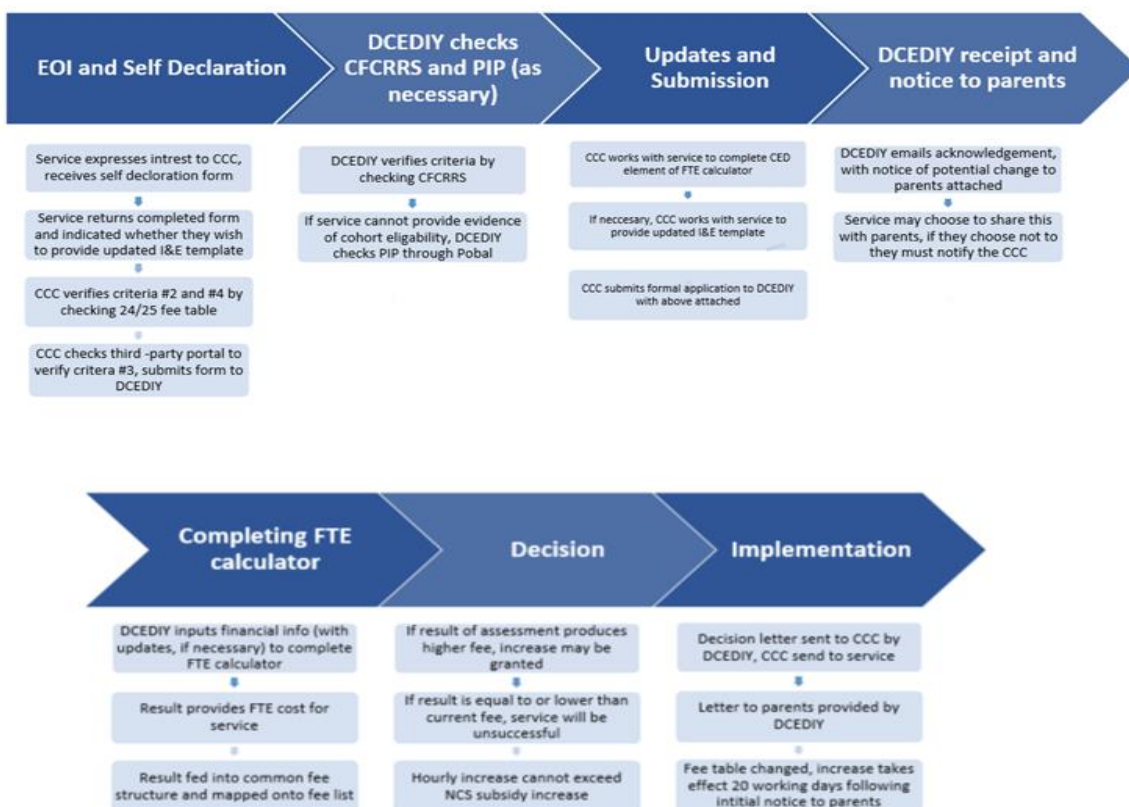 EOI and Self Declaration
Service expresses intrest to CCC,
receives self decloration form
Service returns completed form
and indicated whether they wish
to provide updated I&E template
CCC verifies criteria #2 and #4 by
checking 24/25 fee table
CCC checks third -party portal to
verify critera #3, submits form to
DCEDIY
DCEDIY checks
CFCRRS and PIP (as
necessary)
DCEDIY verifies criteria by
checking CFCRRS
If service cannot provide evidence
of cohort eligability, DCEDIY
checks PIP through Pobal
Updates and
Submission
CCC works with service to complete CED
element of FTE calculator
If neccesary, CCC works with service to
provide updated I&E template
CCC submits formal application to DCEDIY
with above attached
DCEDIY receipt and
notice to parents
DCEDIY emails acknowledgement,
with notice of potential change to
parents attached
Service may choose to share this
with parents, if they choose not to
they must notify the CCC
Completing FTE
calculator
DCEDIY inputs financial info (with
updates, if necessary) to complete
FTE calculator
Result provides FTE cost for
service
Result fed into common fee
structure and mapped onto fee list
Decision
If result of assessment produces
higher fee, increase may be
granted
If result is equal to or lower than
current fee, service will be
unsuccessful
Hourly increase cannot exceed
NCS subsidy increase
Implementation
Decision letter sent to CCC by
DCEDIY, CCC send to service
Letter to parents provided by
DCEDIY
Fee table changed, increase takes
effect 20 working days following
intitial notice to parents